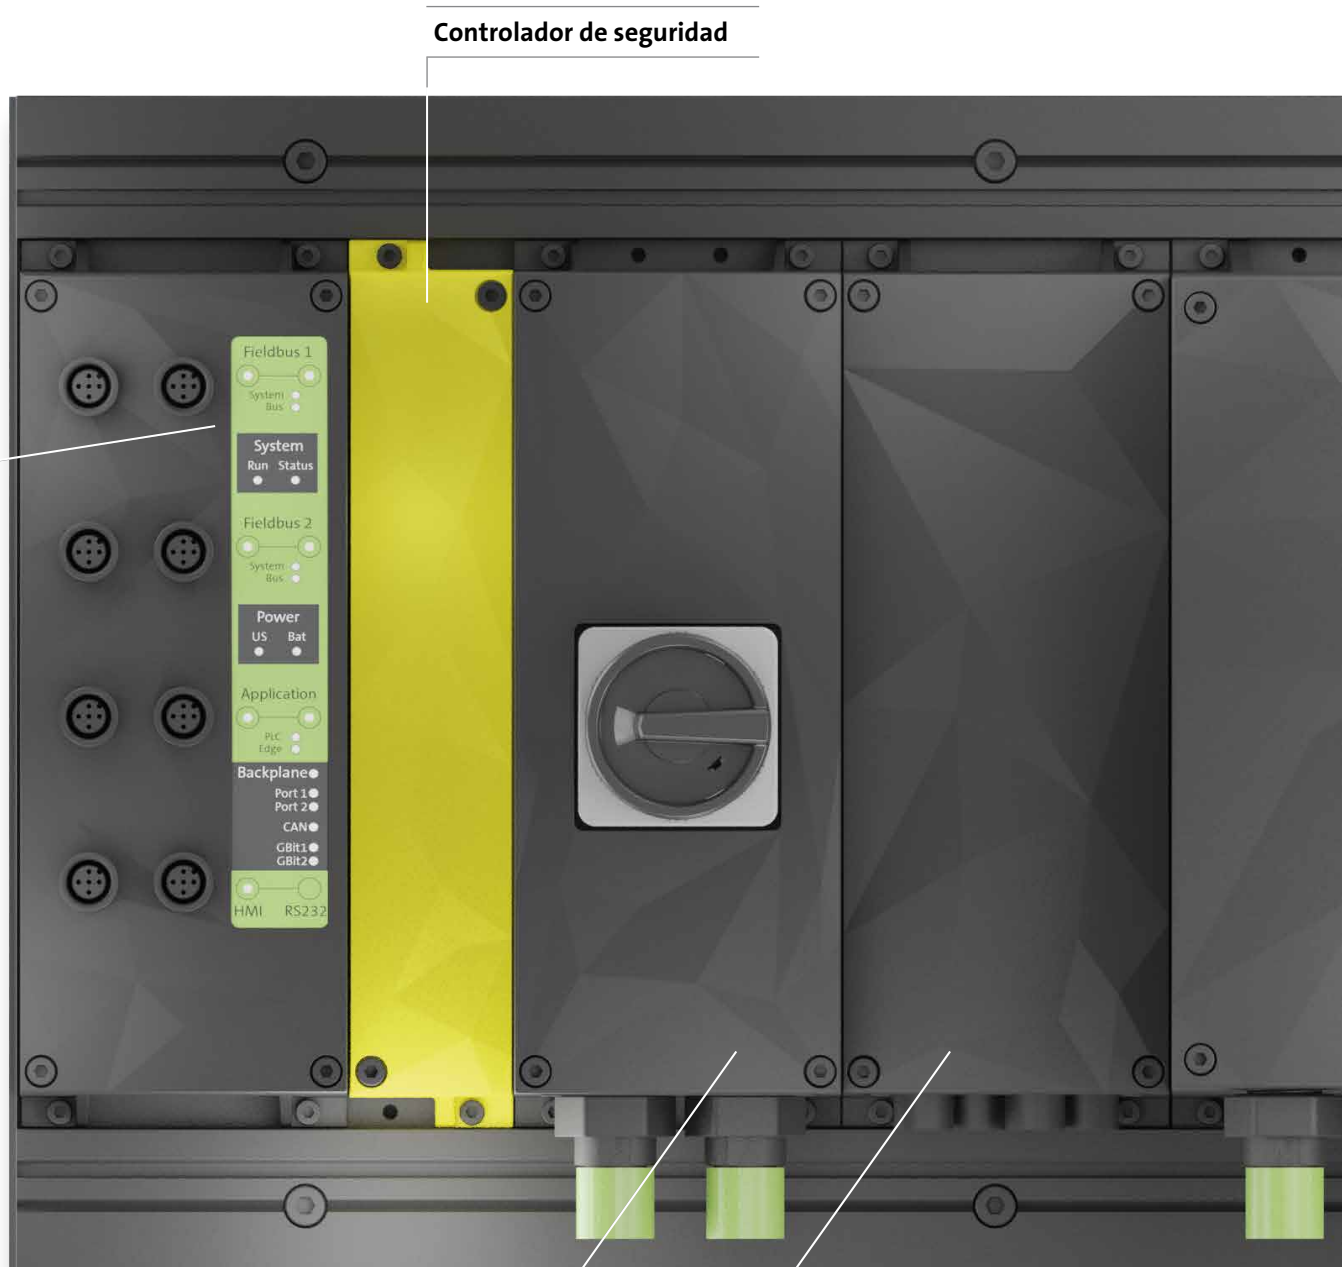 Controlador de seguridad
Fieldbus 1
System
Bus
System
Run Status
Fieldbus 2
System
Bus
Power
US Bat
Application
PLC
Edge
Backplane
Port 1
Port 2
CAN
GBit1
GBit2
HMI RS232